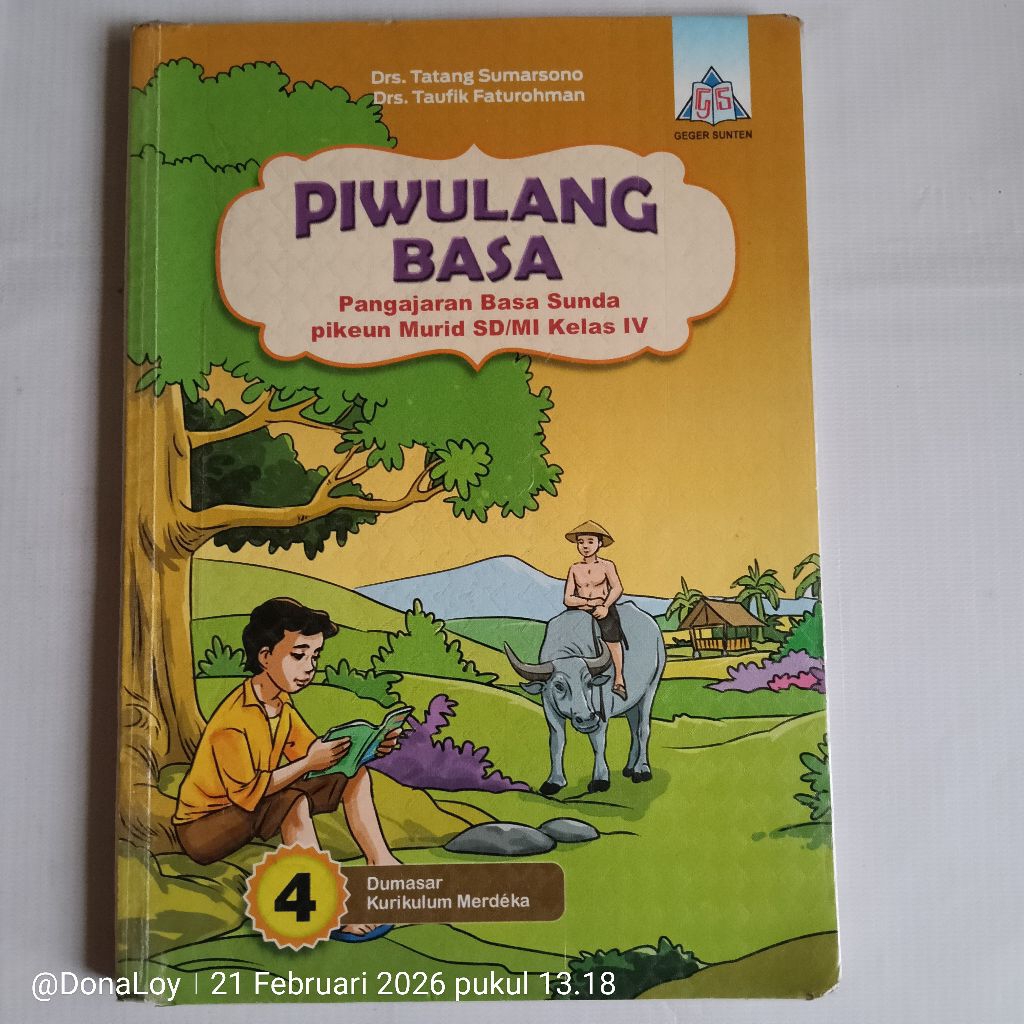 Drs. Tatang Sumarsono
Drs. Taufik Faturohman
GS
GEGER SUNTEN
PIWULANG
BASA
Pangajaran Basa Sunda
pikeun Murid SD/MI Kelas IV
4
Dumasar
Kurikulum Merdéka
@DonaLoy | 21 Februari 2026 pukul 13.18